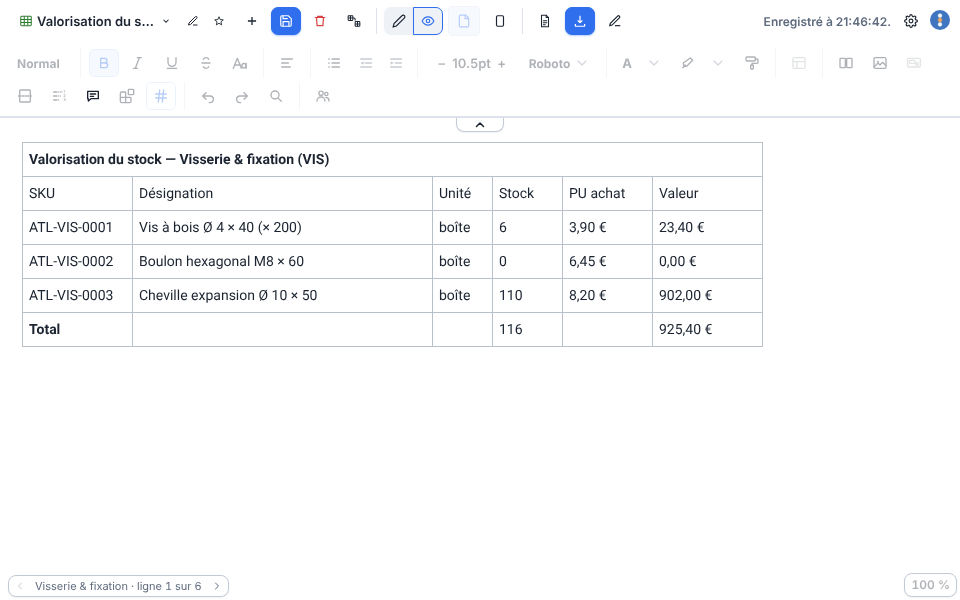 Valorisation du s...
Enregistré à 21:46:42.
Normal
B I U S Aa
− 10.5pt +
Roboto
A
#
Valorisation du stock — Visserie & fixation (VIS)
SKU Désignation Unité Stock PU achat Valeur
ATL-VIS-0001 Vis à bois Ø 4 × 40 (× 200) boîte 6 3,90 € 23,40 €
ATL-VIS-0002 Boulon hexagonal M8 × 60 boîte 0 6,45 € 0,00 €
ATL-VIS-0003 Cheville expansion Ø 10 × 50 boîte 110 8,20 € 902,00 €
Total 116 925,40 €
Visserie & fixation · ligne 1 sur 6
100 %